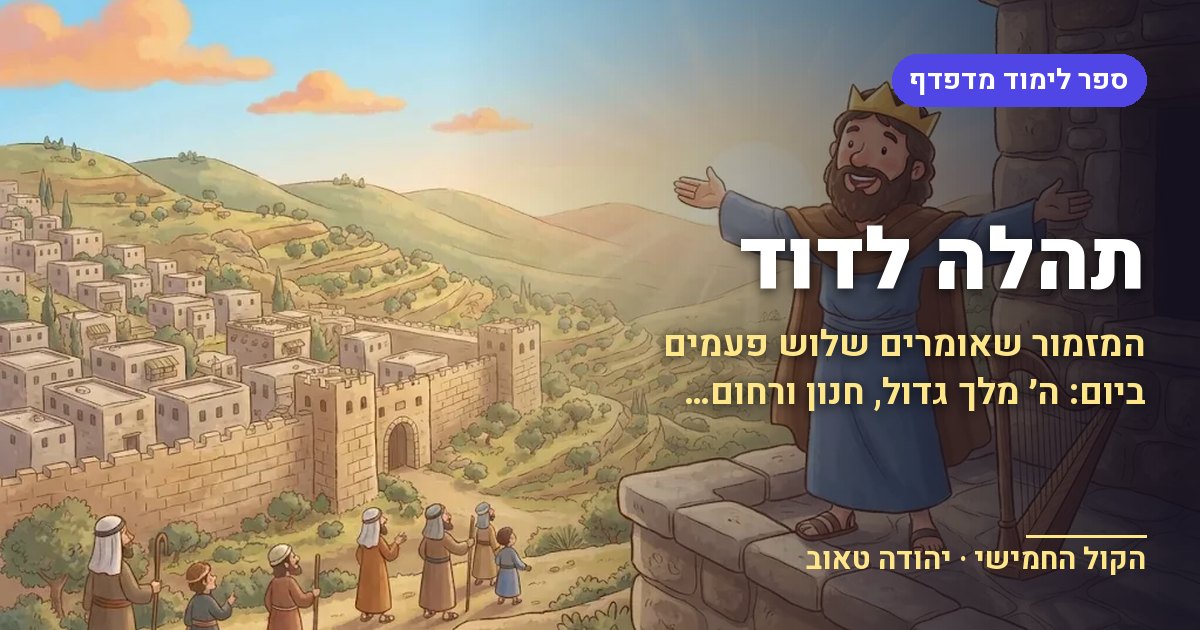 ספר לימוד מדפדף
תהלה לדוד
המזמור שאומרים שלוש פעמים
ביום: ה׳ מלך גדול, חנון ורחום...
הקול החמישי · יהודה טאוב